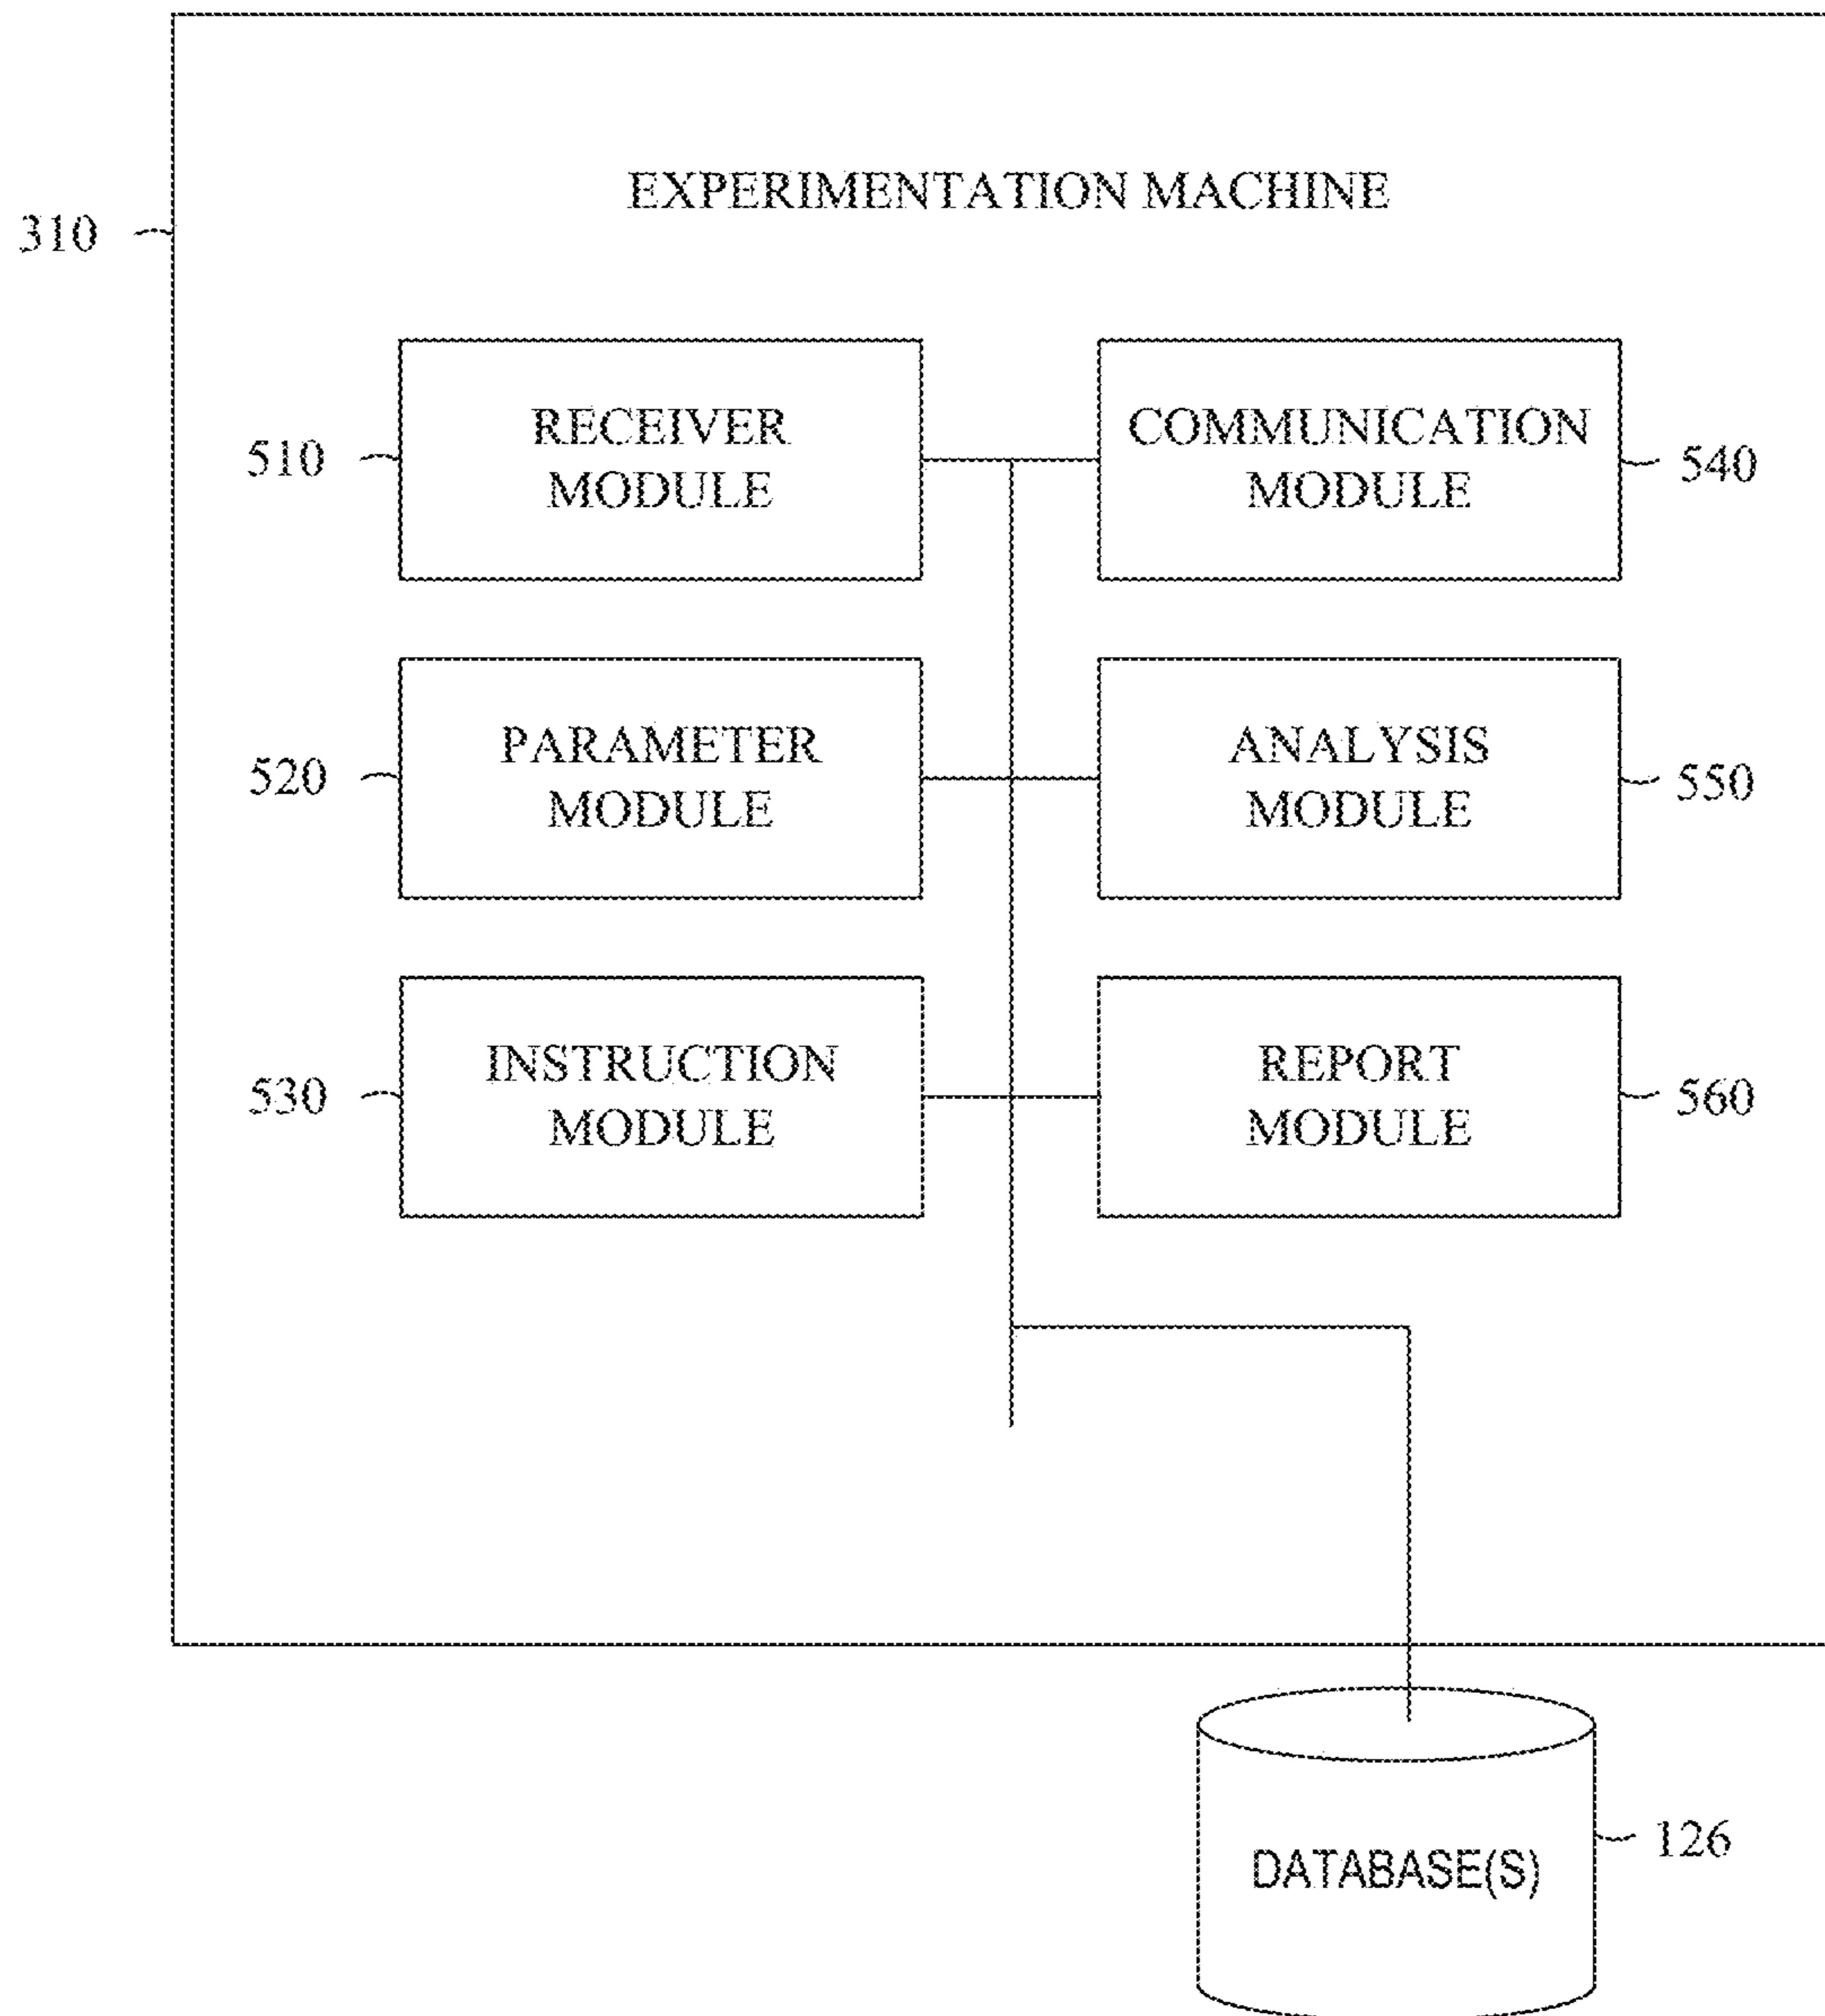 EXPERIMENTATION MACHINE
310
RECEIVER
MODULE
510
COMMUNICATION
MODULE
540
PARAMETER
MODULE
520
ANALYSIS
MODULE
550
INSTRUCTION
MODULE
530
REPORT
MODULE
560
DATABASE(S)
126